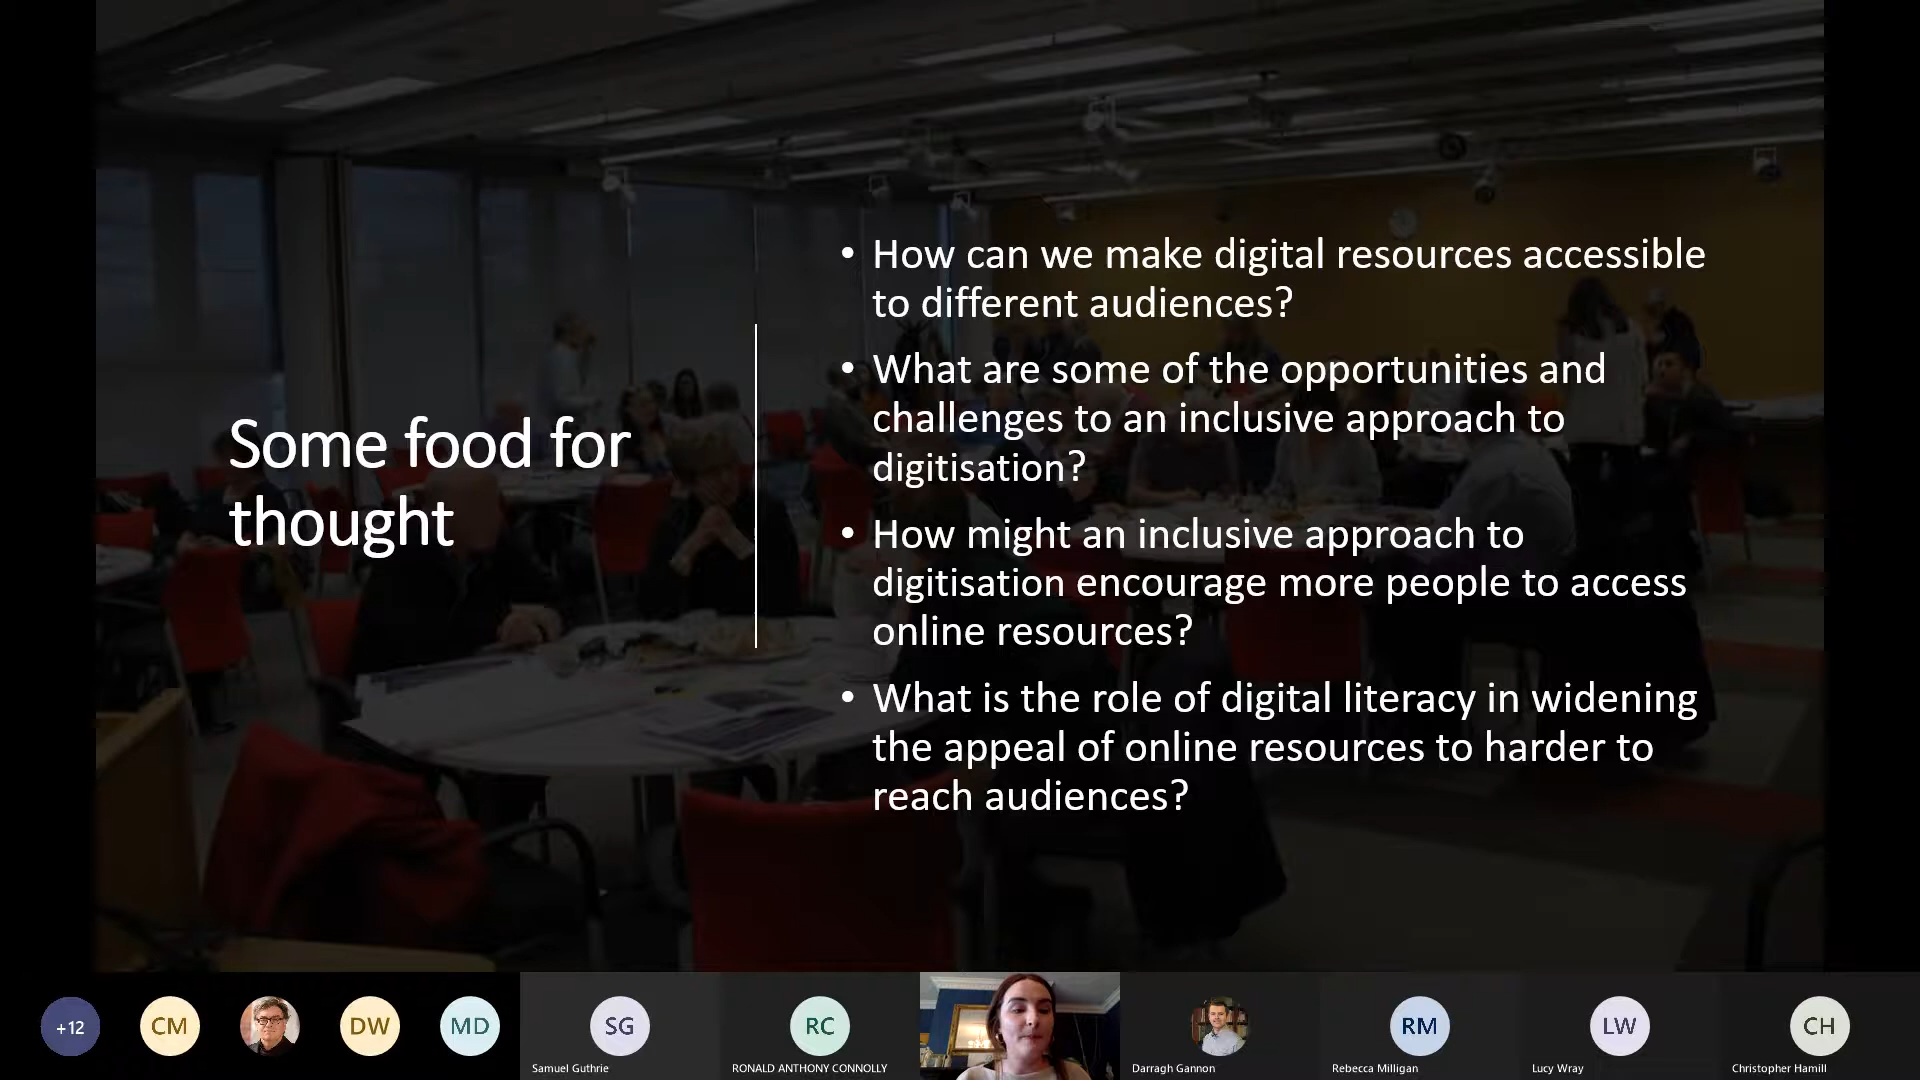 Some food for
thought
• How can we make digital resources accessible
to different audiences?
• What are some of the opportunities and
challenges to an inclusive approach to
digitisation?
• How might an inclusive approach to
digitisation encourage more people to access
online resources?
• What is the role of digital literacy in widening
the appeal of online resources to harder to
reach audiences?
+12
CM
DW
MD
SG
RC
RM
LW
CH
Samuel Guthrie
RONALD ANTHONY CONNOLLY
Darragh Gannon
Rebecca Milligan
Lucy Wray
Christopher Hamill